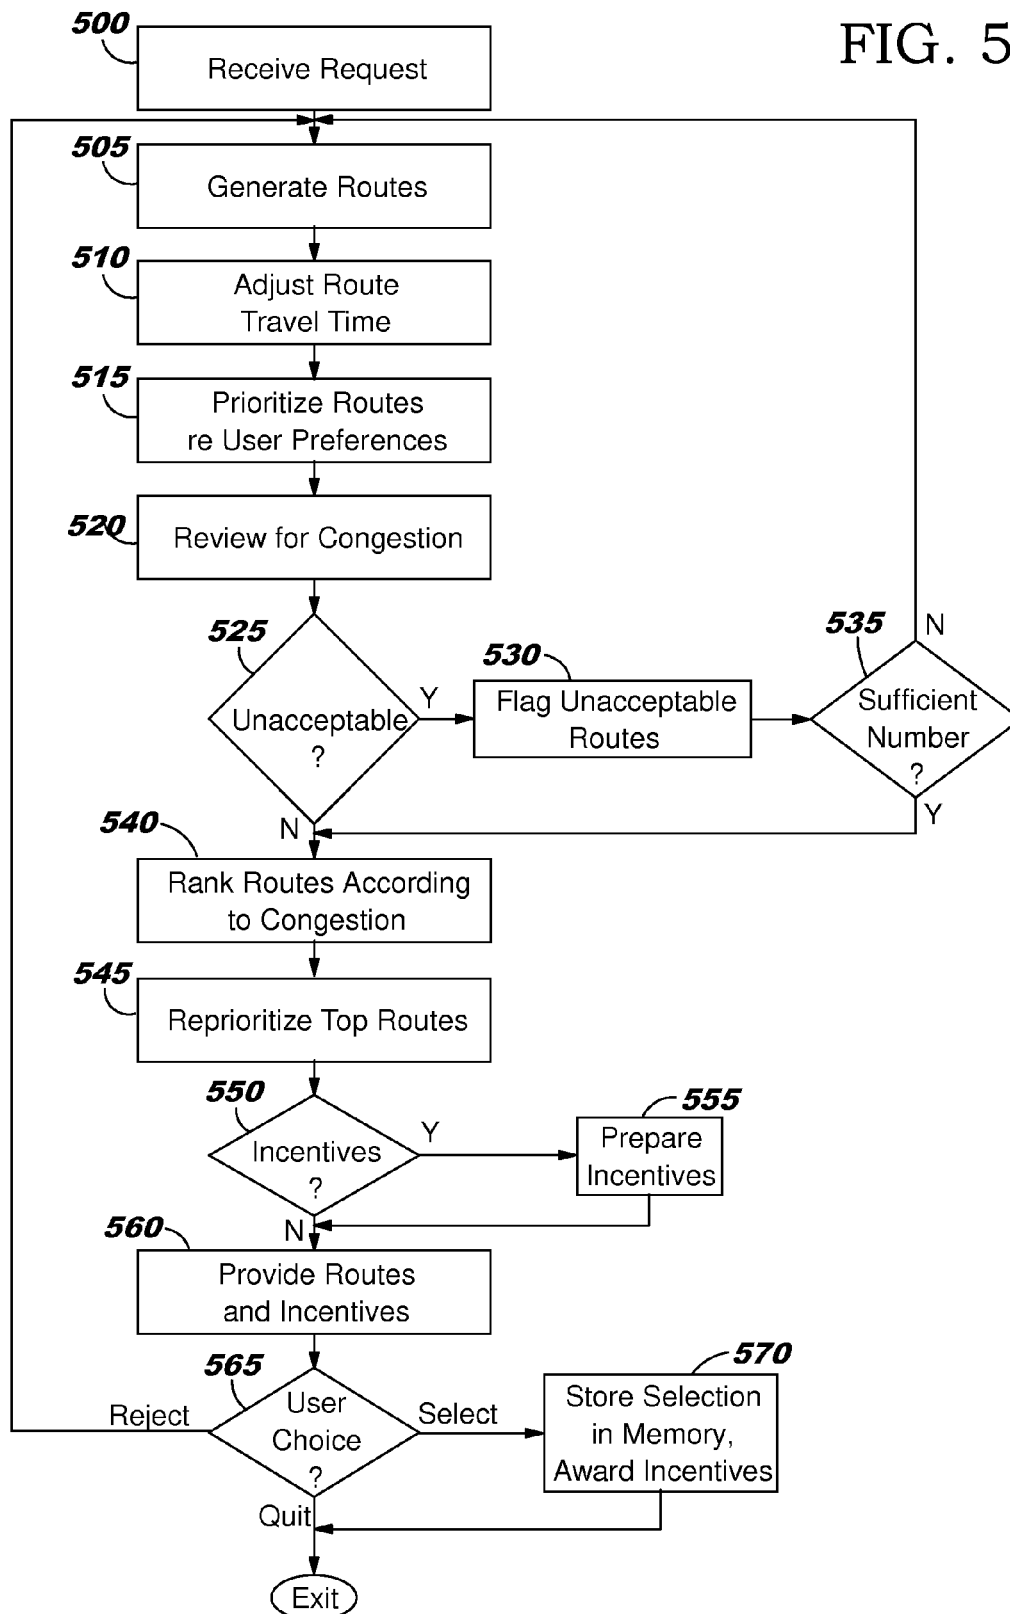 FIG. 5
500
Receive Request
505
Generate Routes
510
Adjust Route
Travel Time
515
Prioritize Routes
re User Preferences
520
Review for Congestion
525
Unacceptable
?
Y
530
Flag Unacceptable
Routes
535
Sufficient
Number
?
N
Y
N
540
Rank Routes According
to Congestion
545
Reprioritize Top Routes
550
Incentives
?
Y
555
Prepare
Incentives
N
560
Provide Routes
and Incentives
565
User
Choice
?
Reject
Select
570
Store Selection
in Memory,
Award Incentives
Quit
Exit